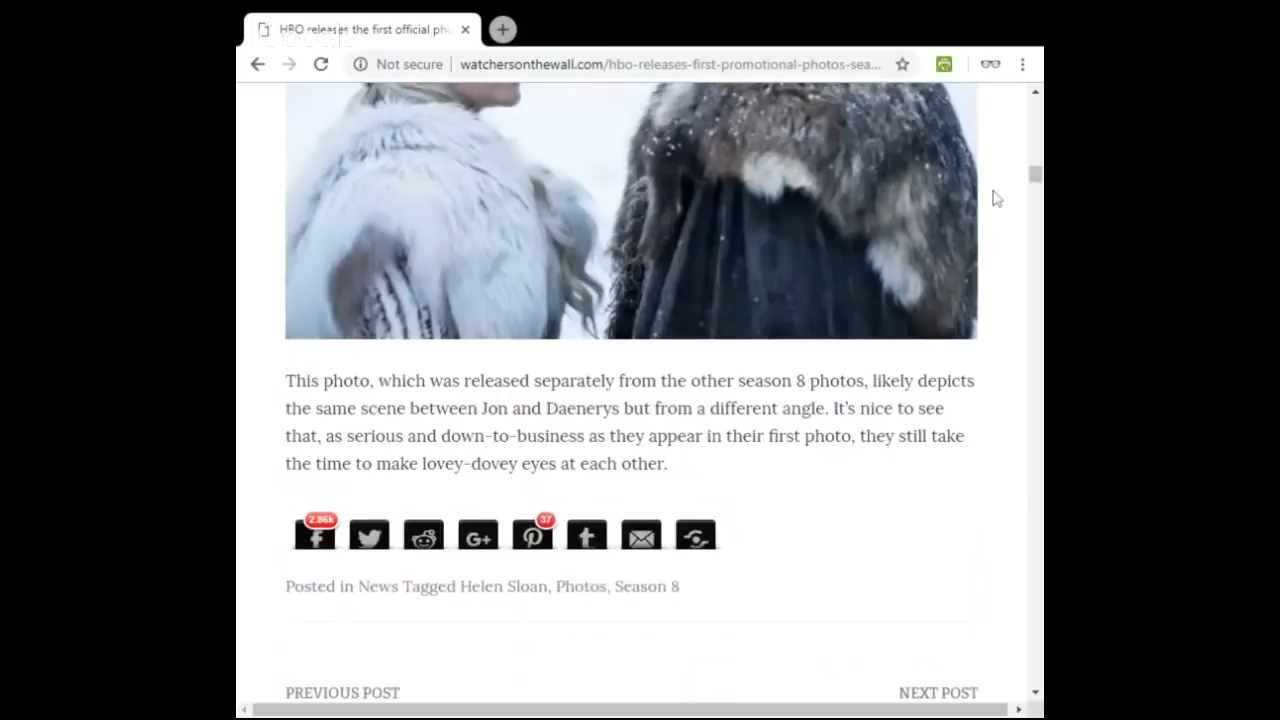 HBO releases the first official pho
Not secure | watchersonthewall.com/hbo-releases-first-promotional-photos-sea...
This photo, which was released separately from the other season 8 photos, likely depicts
the same scene between Jon and Daenerys but from a different angle. It's nice to see
that, as serious and down-to-business as they appear in their first photo, they still take
the time to make lovey-dovey eyes at each other.
2.86k
37
G+
Posted in News Tagged Helen Sloan, Photos, Season 8
PREVIOUS POST
NEXT POST